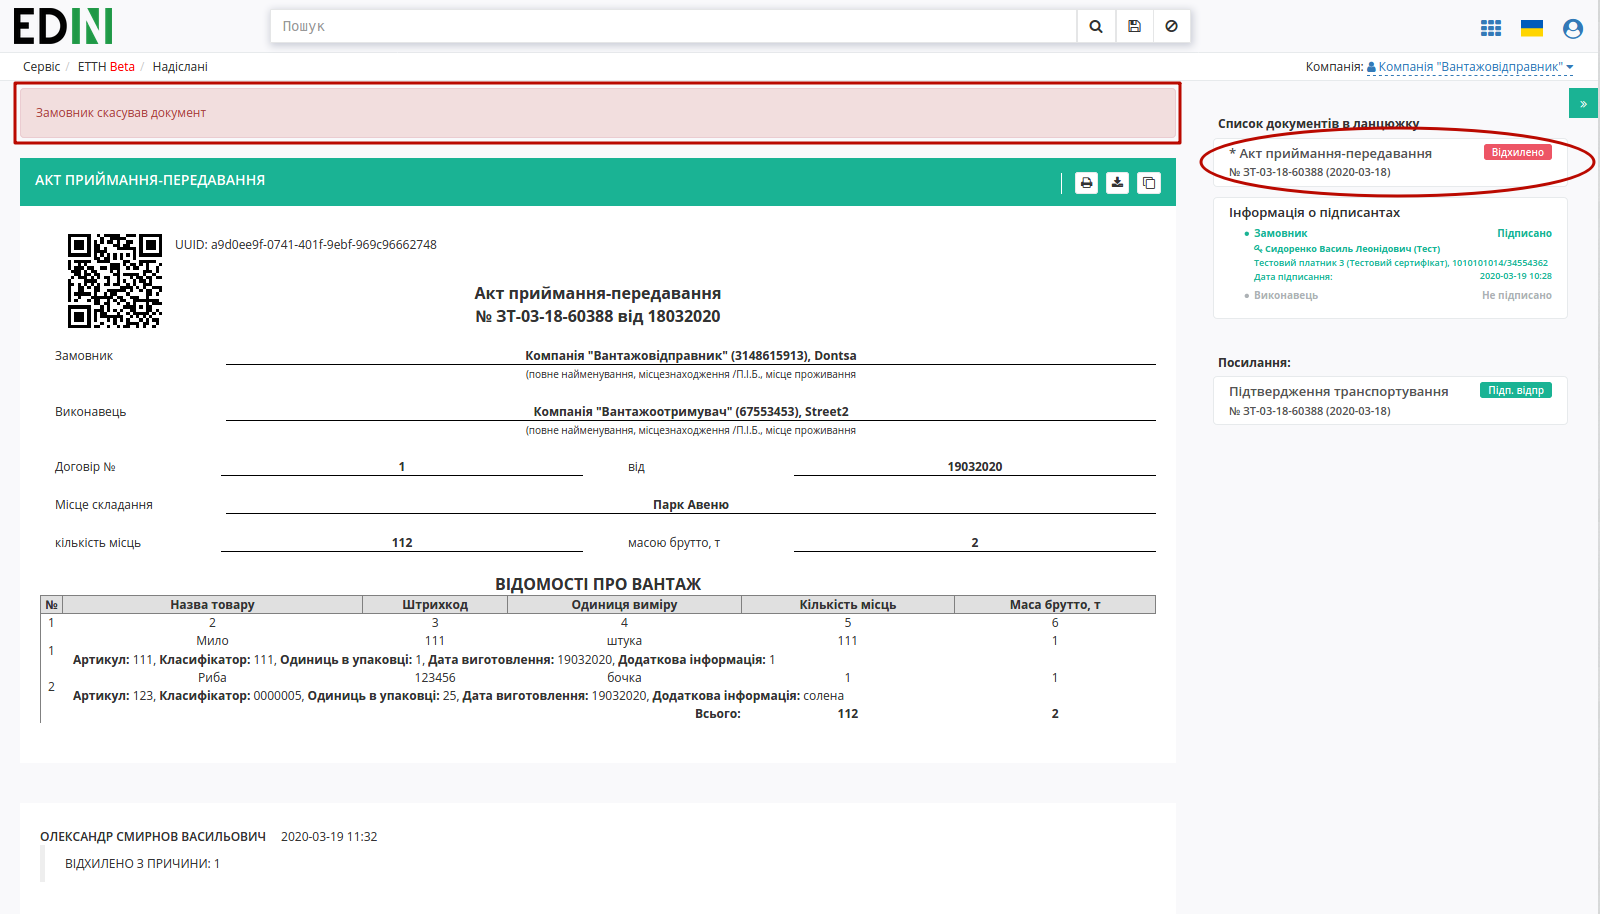 EDIN
Пошук
Сервіс / ЕТТН Beta / Надіслані
Компанія: Компанія "Вантажовідправник"
Замовник скасував документ
»
АКТ ПРИЙМАННЯ-ПЕРЕДАВАННЯ
UUID: a9d0ee9f-0741-401f-9ebf-969c96662748
Акт приймання-передавання
№ ЗТ-03-18-60388 від 18032020
Замовник Компанія "Вантажовідправник" (3148615913), Dontsa
(повне найменування, місцезнаходження /П.І.Б., місце проживання
Виконавець Компанія "Вантажоотримувач" (67553453), Street2
(повне найменування, місцезнаходження /П.І.Б., місце проживання
Договір № 1 від 19032020
Місце складання Парк Авеню
кількість місць 112 масою брутто, т 2
ВІДОМОСТІ ПРО ВАНТАЖ
№ Назва товару Штрихкод Одиниця виміру Кількість місць Маса брутто, т
1 2 3 4 5 6
1 Мило 111 штука 111 1
Артикул: 111, Класифікатор: 111, Одиниць в упаковці: 1, Дата виготовлення: 19032020, Додаткова інформація: 1
2 Риба 123456 бочка 1 1
Артикул: 123, Класифікатор: 0000005, Одиниць в упаковці: 25, Дата виготовлення: 19032020, Додаткова інформація: солена
Всього: 112 2
ОЛЕКСАНДР СМИРНОВ ВАСИЛЬОВИЧ 2020-03-19 11:32
ВІДХИЛЕНО З ПРИЧИНИ: 1
Список документів в ланцюжку
* Акт приймання-передавання Відхилено
№ ЗТ-03-18-60388 (2020-03-18)
Інформація о підписантах
Замовник Підписано
Сидоренко Василь Леонідович (Тест)
Тестовий платник 3 (Тестовий сертифікат), 1010101014/34554362
Дата підписання: 2020-03-19 10:28
Виконавець Не підписано
Посилання:
Підтвердження транспортування Підп. відпр
№ ЗТ-03-18-60388 (2020-03-18)